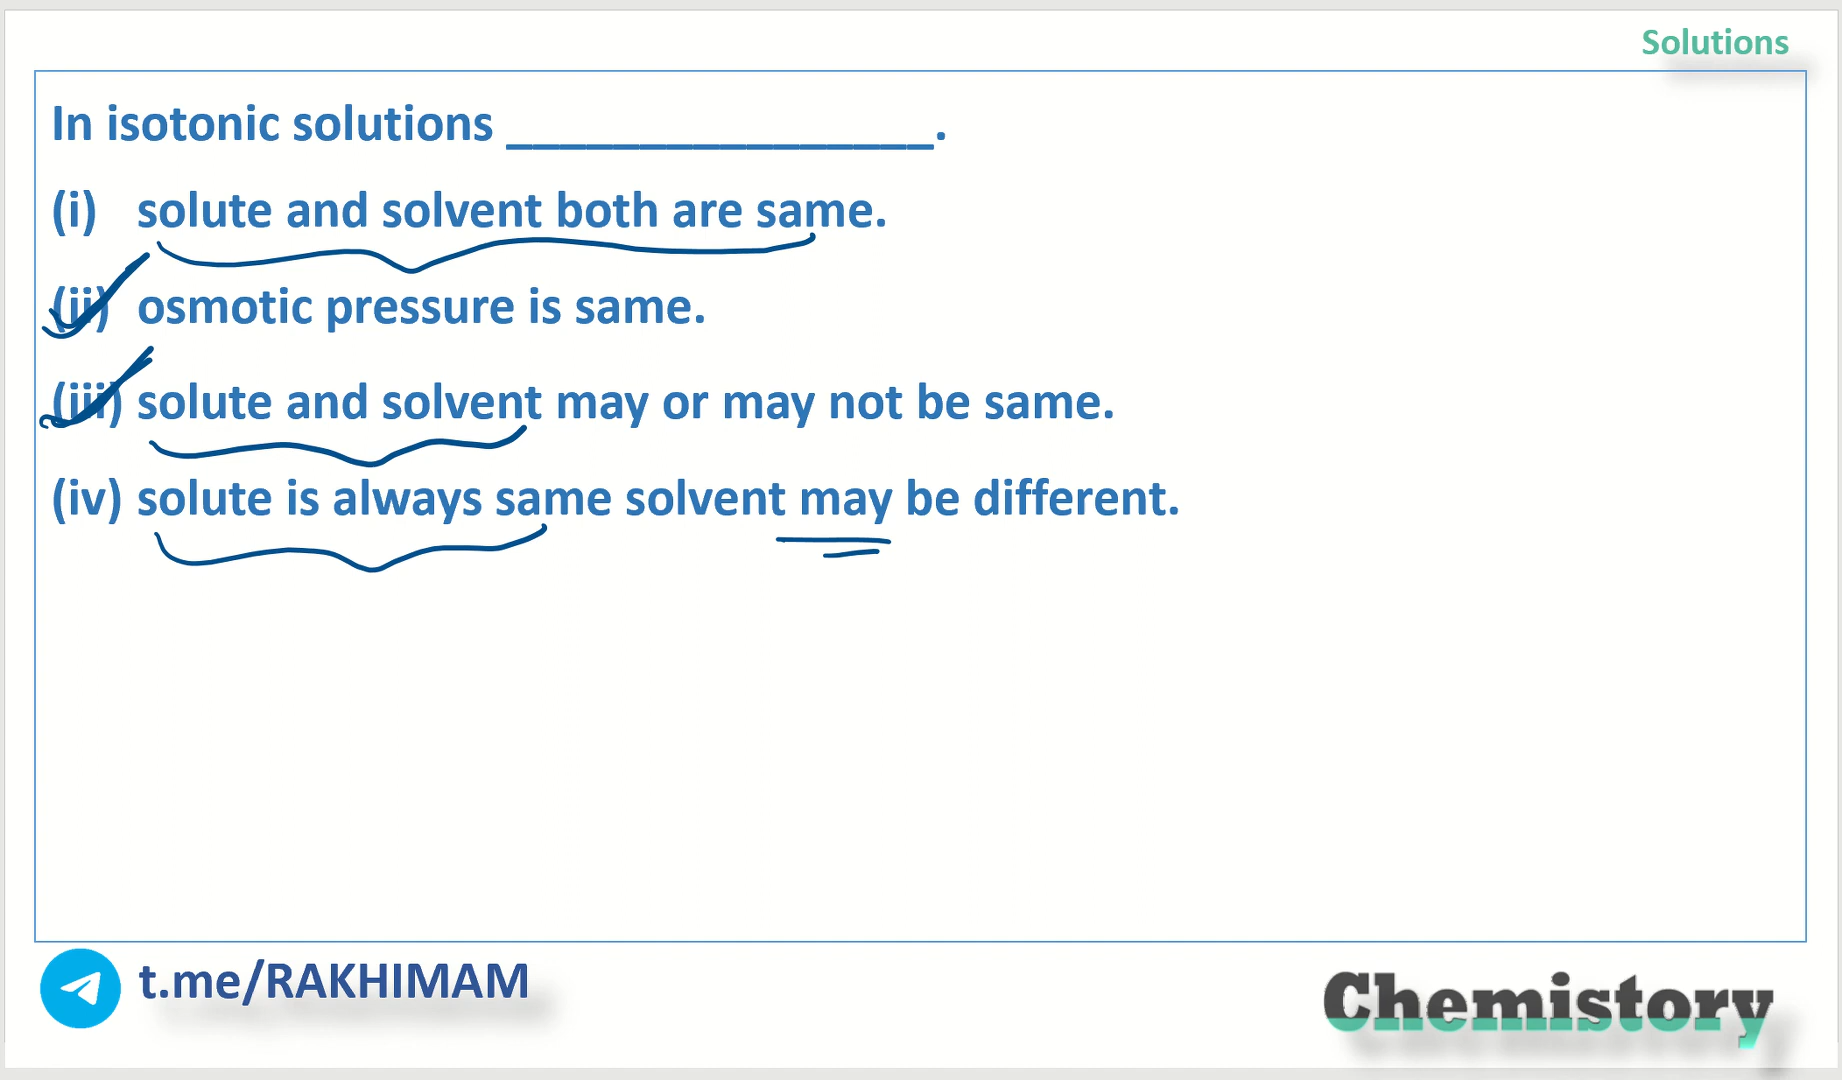 Solutions
In isotonic solutions ________________.
(i) solute and solvent both are same.
(ii) osmotic pressure is same.
(iii) solute and solvent may or may not be same.
(iv) solute is always same solvent may be different.
t.me/RAKHIMAM
Chemistory